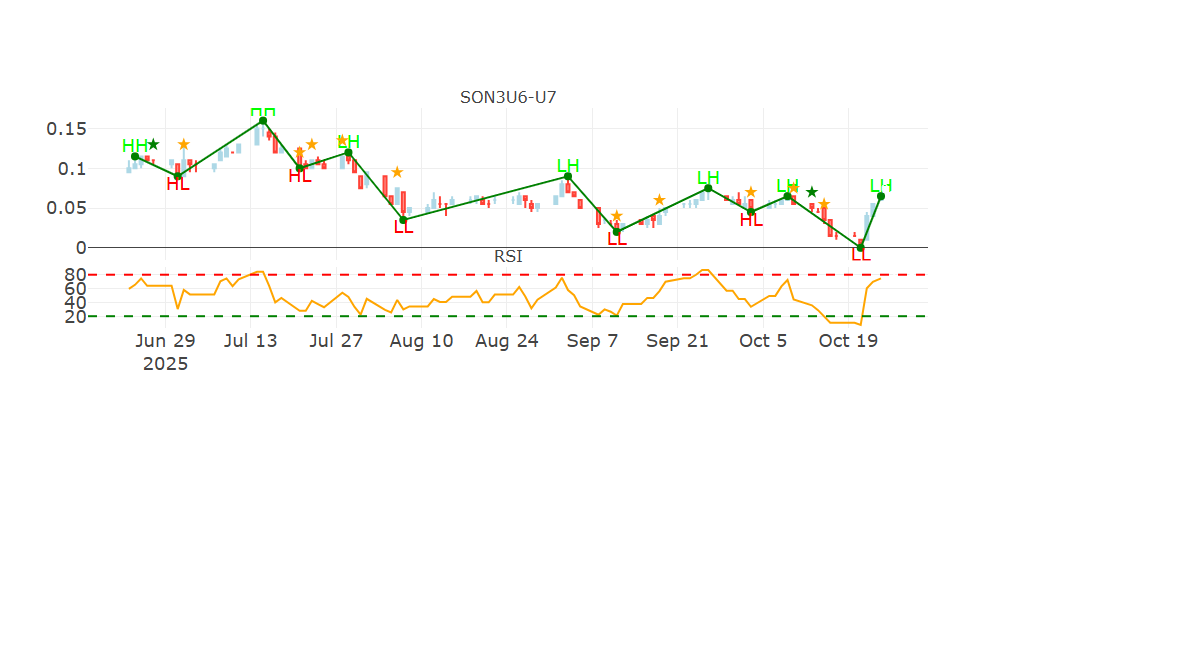 SON3U6-U7
HH
0.15
HH
LH
LH
0.1
HL
HL
LH
LH
LH
0.05
LL
HL
LL
0
LL
RSI
80
60
40
20
Jun 29
2025
Jul 13
Jul 27
Aug 10
Aug 24
Sep 7
Sep 21
Oct 5
Oct 19